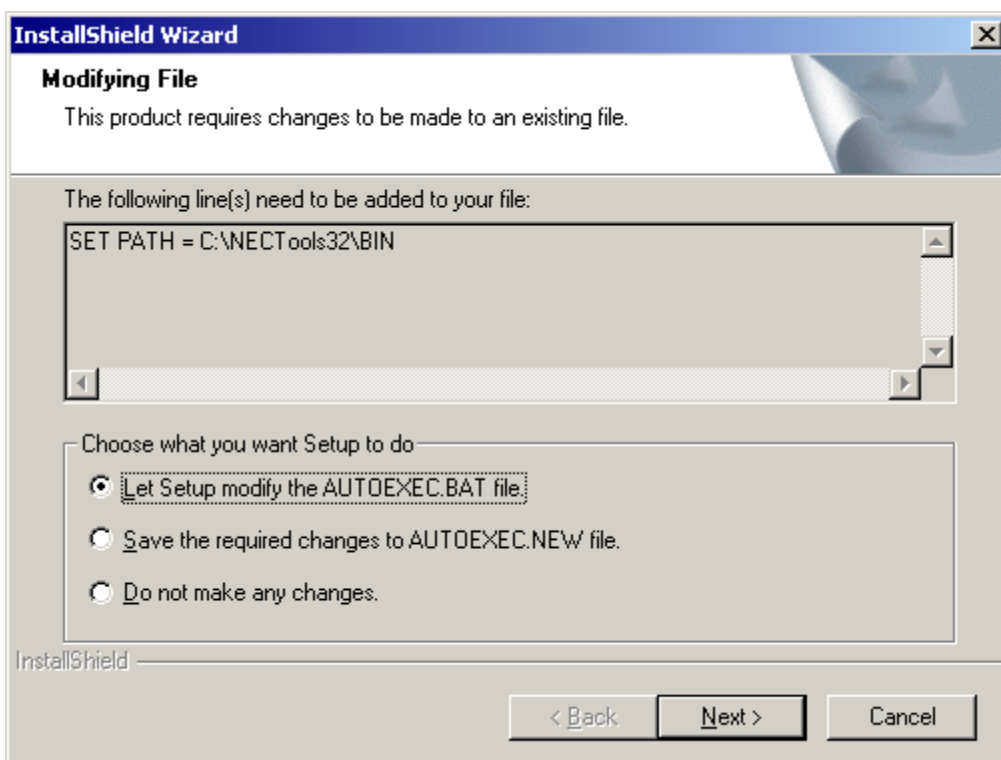 InstallShield Wizard
Modifying File
This product requires changes to be made to an existing file.
The following line(s) need to be added to your file:
SET PATH = C:\NECTools32\BIN
Choose what you want Setup to do
Let Setup modify the AUTOEXEC.BAT file.
Save the required changes to AUTOEXEC.NEW file.
Do not make any changes.
InstallShield
< Back Next > Cancel